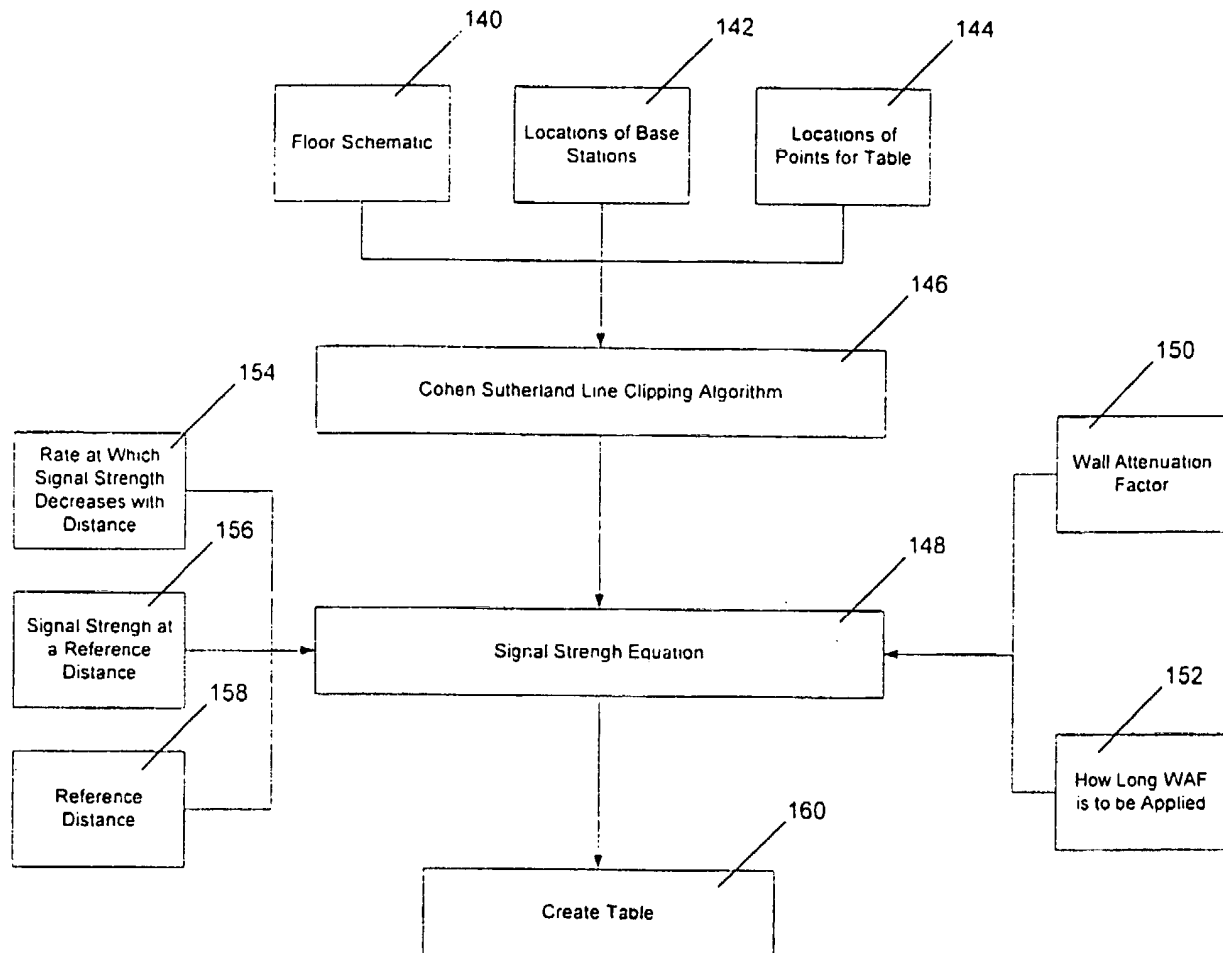 140
142
144
Floor Schematic
Locations of Base
Stations
Locations of
Points for Table
146
Cohen Sutherland Line Clipping Algorithm
154
Rate at Which
Signal Strength
Decreases with
Distance
150
Wall Attenuation
Factor
156
Signal Strengh at
a Reference
Distance
148
Signal Strengh Equation
158
Reference
Distance
152
How Long WAF
is to be Applied
160
Create Table